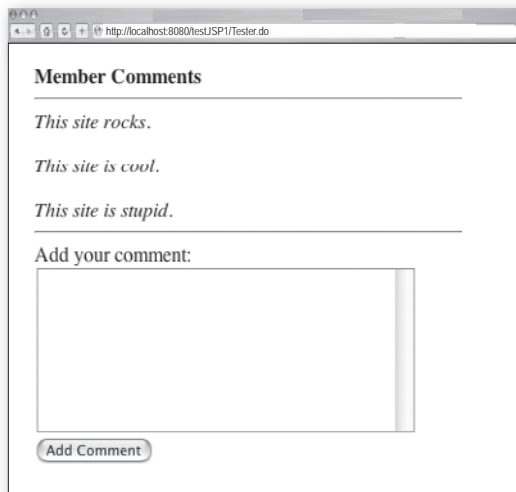 http://localhost:8080/testJSP1/Tester.do
Member Comments
This site rocks.
This site is cool.
This site is stupid.
Add your comment:
Add Comment